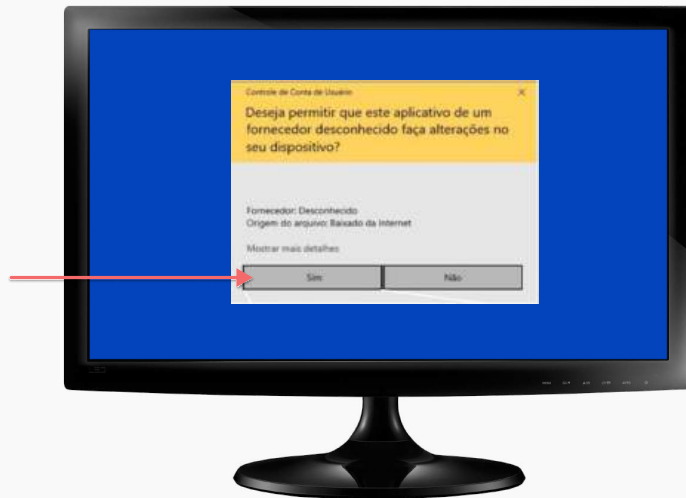 Controle de Conta de Usuário
Deseja permitir que este aplicativo de um
fornecedor desconhecido faça alterações no
seu dispositivo?
Fornecedor: Desconhecido
Origem do arquivo: Baixado da Internet
Mostrar mais detalhes
Sim
Não